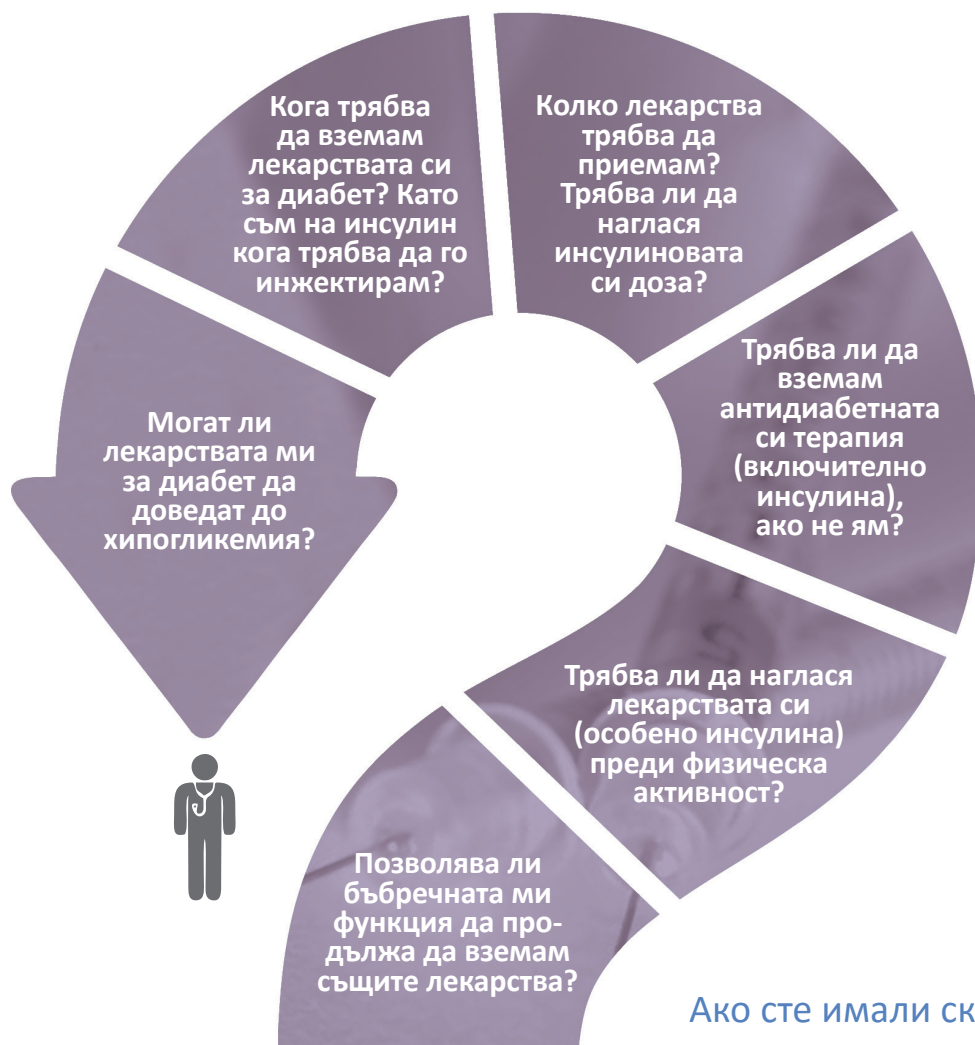 Кога трябва
да вземам
лекарствата си
за диабет? Като
съм на инсулин
кога трябва да го
инжектирам?
Колко лекарства
трябва да
приемам?
Трябва ли да
наглася
инсулиновата
си доза?
Трябва ли да
вземам
антидиабетната
си терапия
(включително
инсулина),
ако не ям?
Могат ли
лекарствата ми
за диабет да
доведат до
хипогликемия?
Трябва ли да наглася
лекарствата си
(особено инсулина)
преди физическа
активност?
Позволява ли
бъбречната ми
функция да про-
дължа да вземам
същите лекарства?
Ако сте имали ск